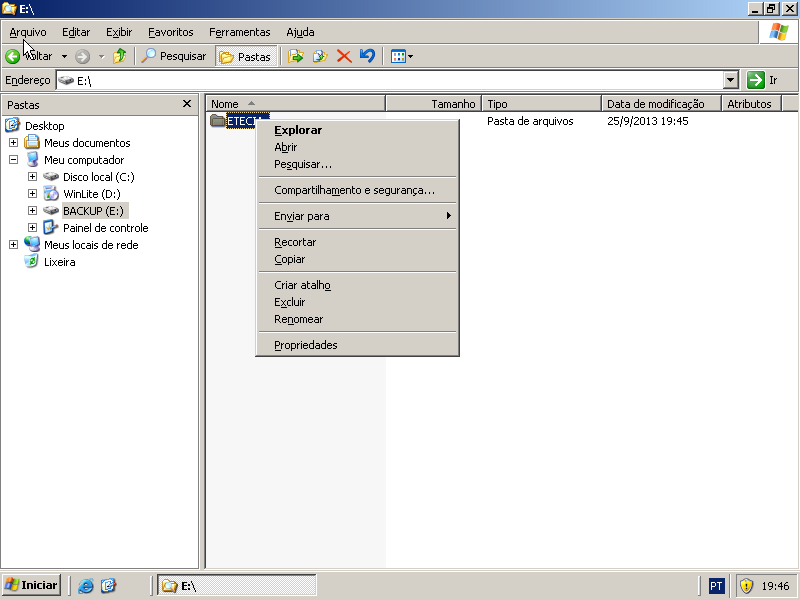 E:\
Arquivo Editar Exibir Favoritos Ferramentas Ajuda
Pesquisar Pastas
Endereço E:\ Ir
Pastas
Nome Tamanho Tipo Data de modificação Atributos
Pasta de arquivos 25/9/2013 19:45
Desktop
Meus documentos
Meu computador
Disco local (C:)
WinLite (D:)
BACKUP (E:)
Painel de controle
Meus locais de rede
Lixeira
Explorar
Abrir
Pesquisar...
Compartilhamento e segurança...
Enviar para
Recortar
Copiar
Criar atalho
Excluir
Renomear
Propriedades
Iniciar E:\ PT 19:46